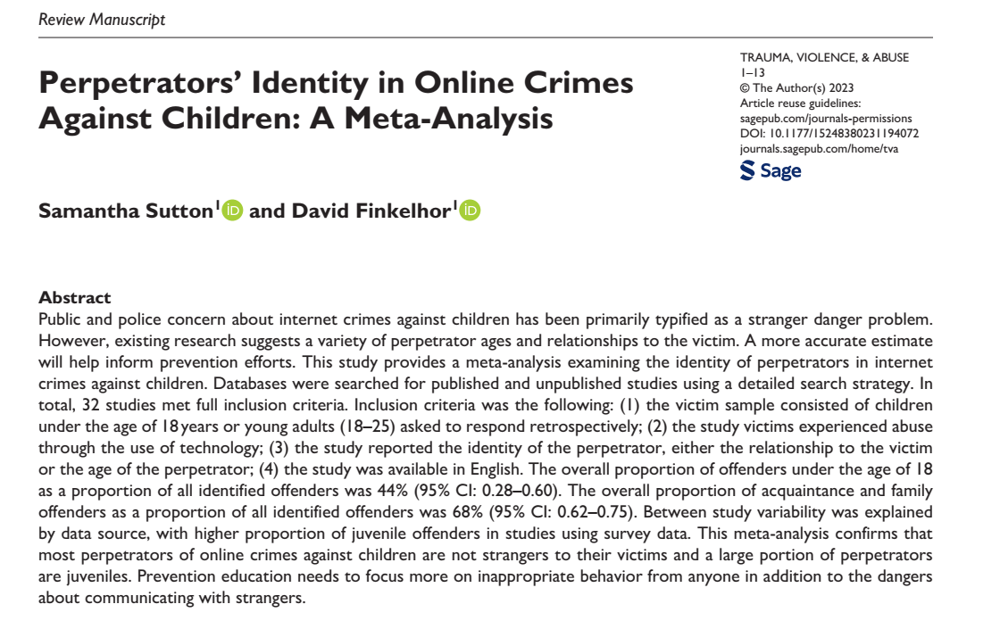 Review Manuscript
Perpetrators’ Identity in Online Crimes
Against Children: A Meta-Analysis
TRAUMA, VIOLENCE, & ABUSE
1–13
© The Author(s) 2023
Article reuse guidelines:
sagepub.com/journals-permissions
DOI: 10.1177/15248380231194072
journals.sagepub.com/home/tva
S Sage
Samantha Sutton1 iD and David Finkelhor1 iD
Abstract
Public and police concern about internet crimes against children has been primarily typified as a stranger danger problem.
However, existing research suggests a variety of perpetrator ages and relationships to the victim. A more accurate estimate
will help inform prevention efforts. This study provides a meta-analysis examining the identity of perpetrators in internet
crimes against children. Databases were searched for published and unpublished studies using a detailed search strategy. In
total, 32 studies met full inclusion criteria. Inclusion criteria was the following: (1) the victim sample consisted of children
under the age of 18 years or young adults (18–25) asked to respond retrospectively; (2) the study victims experienced abuse
through the use of technology; (3) the study reported the identity of the perpetrator, either the relationship to the victim
or the age of the perpetrator; (4) the study was available in English. The overall proportion of offenders under the age of 18
as a proportion of all identified offenders was 44% (95% CI: 0.28–0.60). The overall proportion of acquaintance and family
offenders as a proportion of all identified offenders was 68% (95% CI: 0.62–0.75). Between study variability was explained
by data source, with higher proportion of juvenile offenders in studies using survey data. This meta-analysis confirms that
most perpetrators of online crimes against children are not strangers to their victims and a large portion of perpetrators
are juveniles. Prevention education needs to focus more on inappropriate behavior from anyone in addition to the dangers
about communicating with strangers.